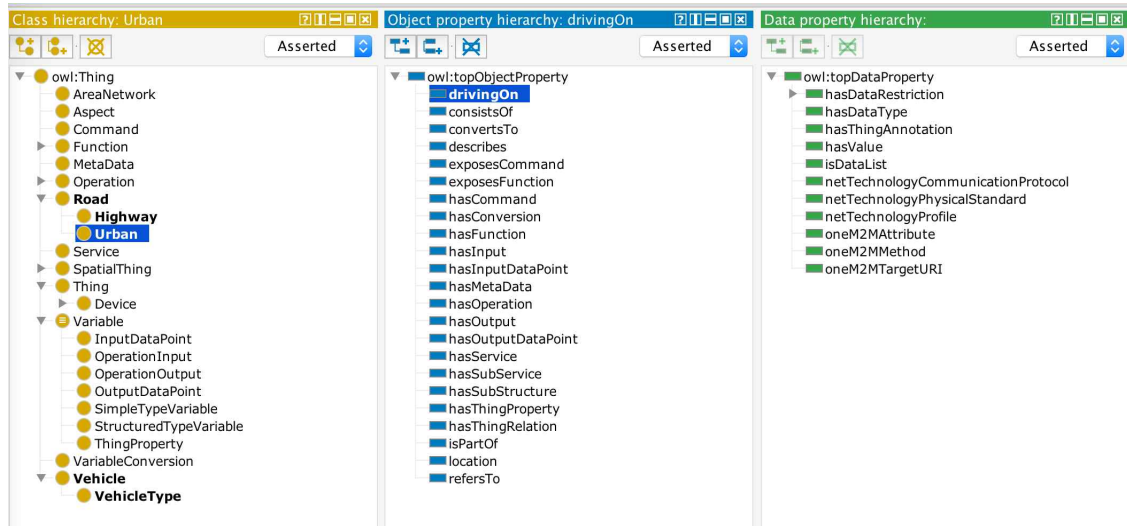 Class hierarchy: Urban
Asserted
owl:Thing
AreaNetwork
Aspect
Command
Function
MetaData
Operation
Road
Highway
Urban
Service
SpatialThing
Thing
Device
Variable
InputDataPoint
OperationInput
OperationOutput
OutputDataPoint
SimpleTypeVariable
StructuredTypeVariable
ThingProperty
VariableConversion
Vehicle
VehicleType
Object property hierarchy: drivingOn
Asserted
owl:topObjectProperty
drivingOn
consistsOf
convertsTo
describes
exposesCommand
exposesFunction
hasCommand
hasConversion
hasFunction
hasInput
hasInputDataPoint
hasMetaData
hasOperation
hasOutput
hasOutputDataPoint
hasService
hasSubService
hasSubStructure
hasThingProperty
hasThingRelation
isPartOf
location
refersTo
Data property hierarchy:
Asserted
owl:topDataProperty
hasDataRestriction
hasDataType
hasThingAnnotation
hasValue
isDataList
netTechnologyCommunicationProtocol
netTechnologyPhysicalStandard
netTechnologyProfile
oneM2MAttribute
oneM2MMethod
oneM2MTargetURI